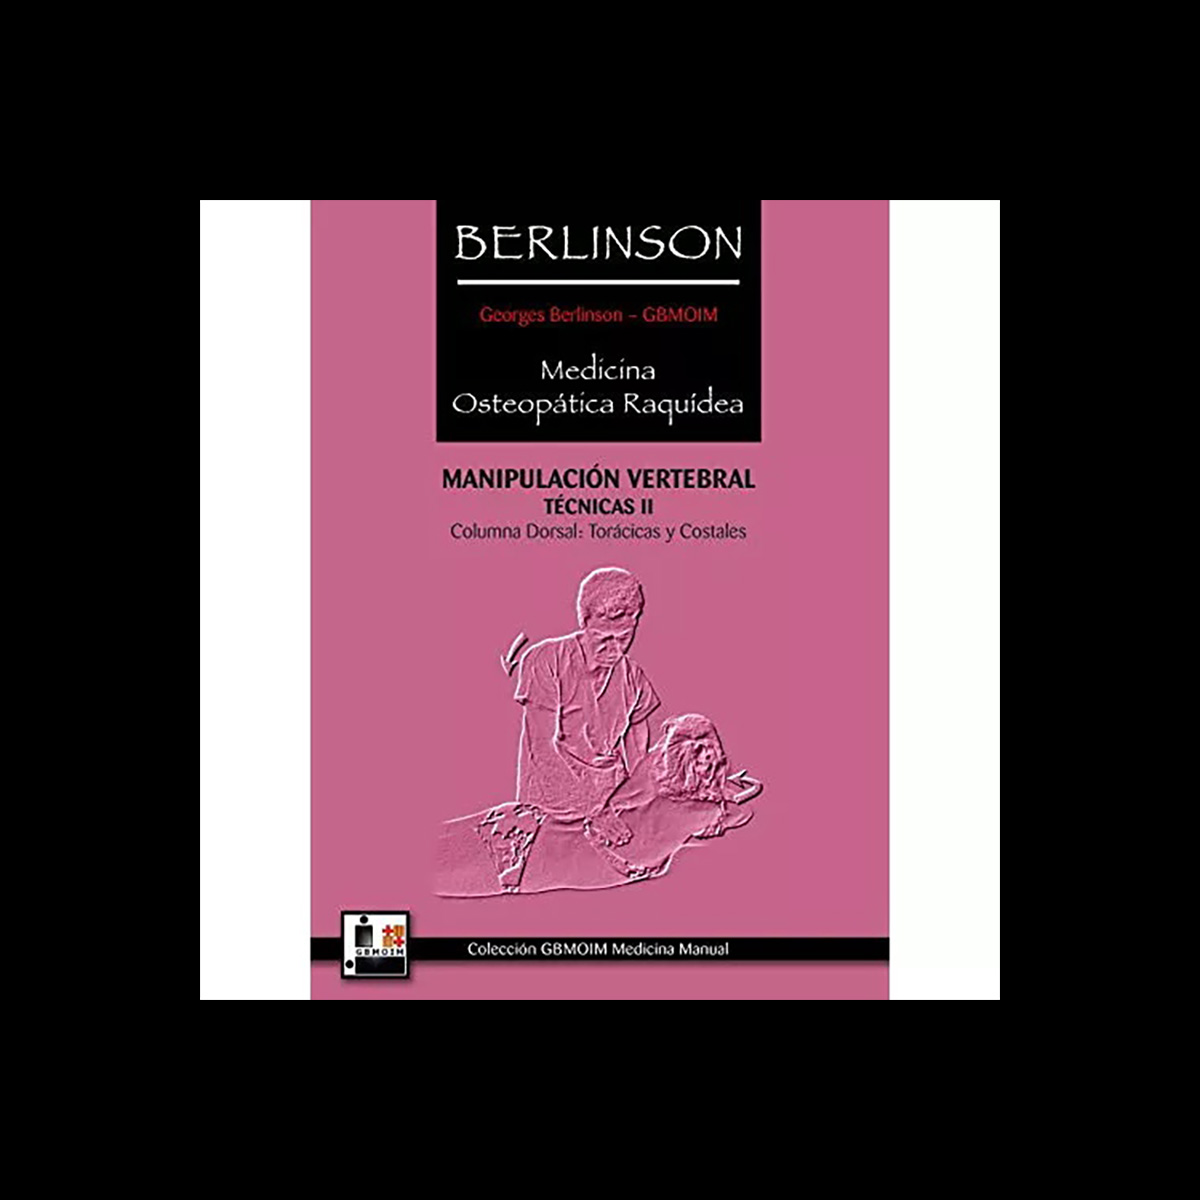 BERLINSON
Georges Berlinson – GBMOIM
Medicina
Osteopática Raquídea
MANIPULACIÓN VERTEBRAL
TÉCNICAS II
Columna Dorsal: Torácicas y Costales
GBMOIM
Colección GBMOIM Medicina Manual